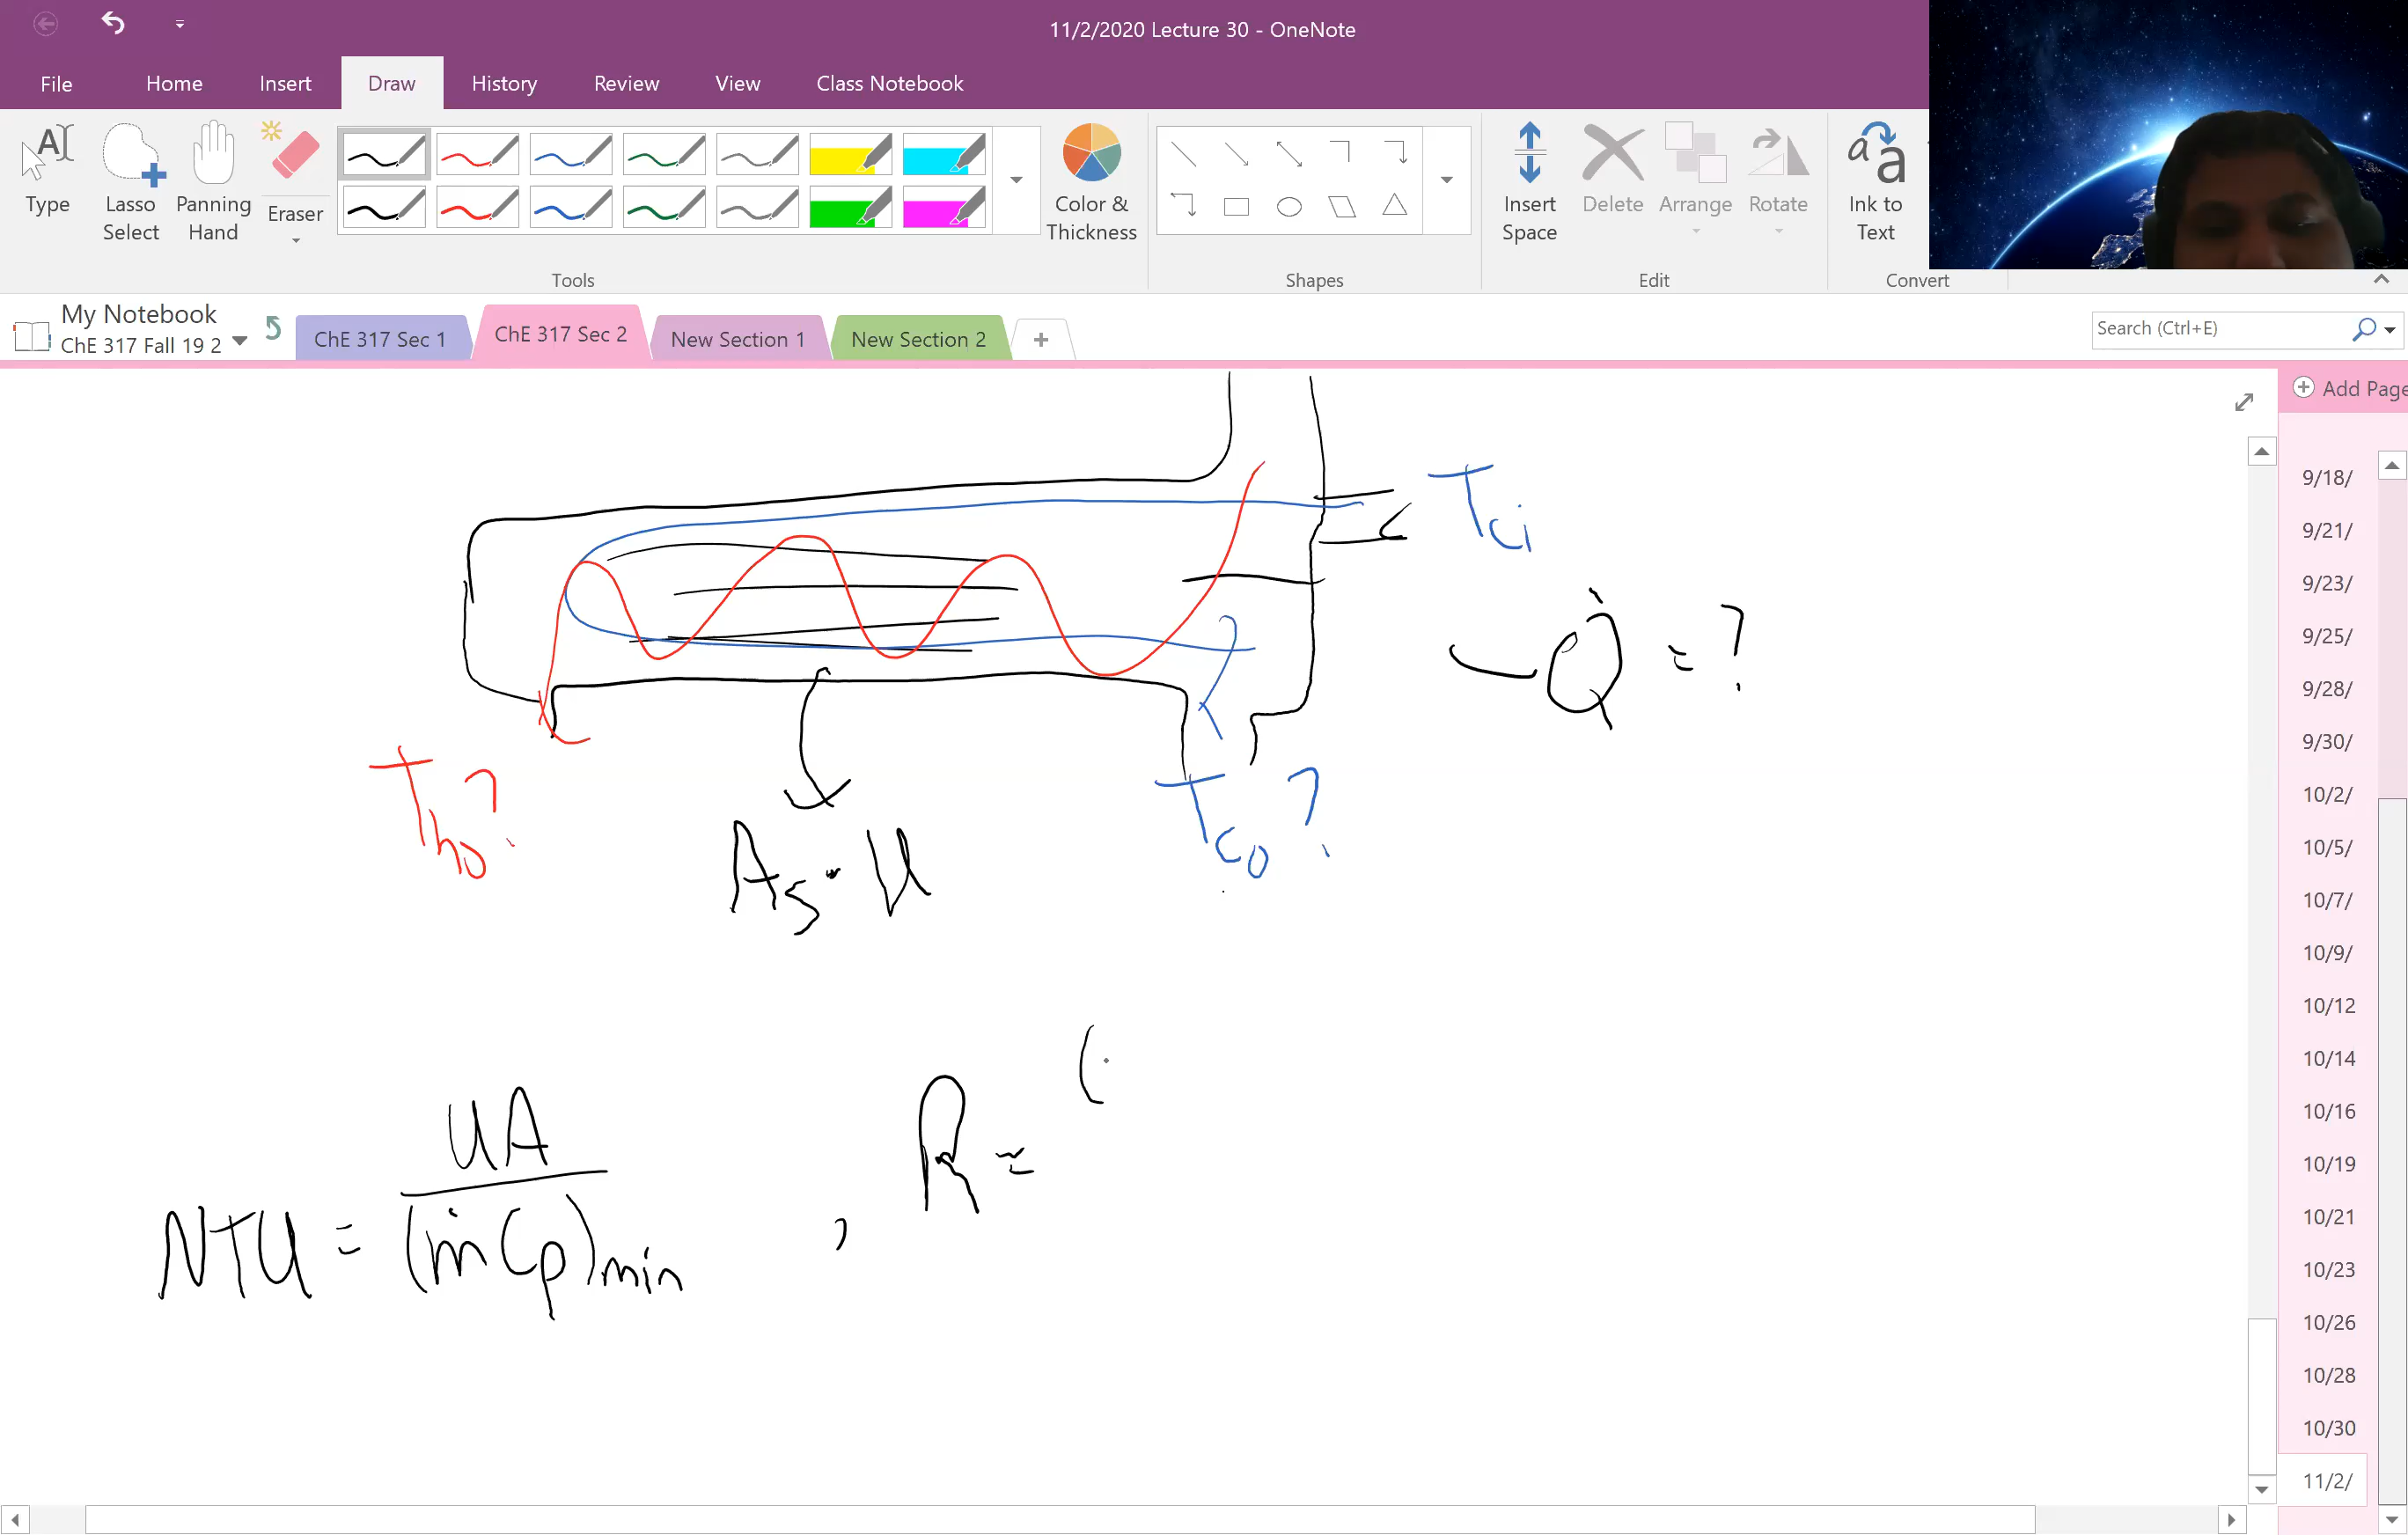 11/2/2020 Lecture 30 - OneNote
File Home Insert Draw History Review View Class Notebook
Type
Lasso Select
Panning Hand
Eraser
Color & Thickness
Insert Space
Delete
Arrange
Rotate
Ink to Text
Tools
Shapes
Edit
Convert
My Notebook
ChE 317 Fall 19 2
ChE 317 Sec 1
ChE 317 Sec 2
New Section 1
New Section 2
+
Search (Ctrl+E)
Add Page
9/18/
9/21/
9/23/
9/25/
9/28/
9/30/
10/2/
10/5/
10/7/
10/9/
10/12
10/14
10/16
10/19
10/21
10/23
10/26
10/28
10/30
11/2/
Tci
Q̇ = ?
Tho?
Tco?
As · U
NTU = UA / (ṁCp)min , R = (